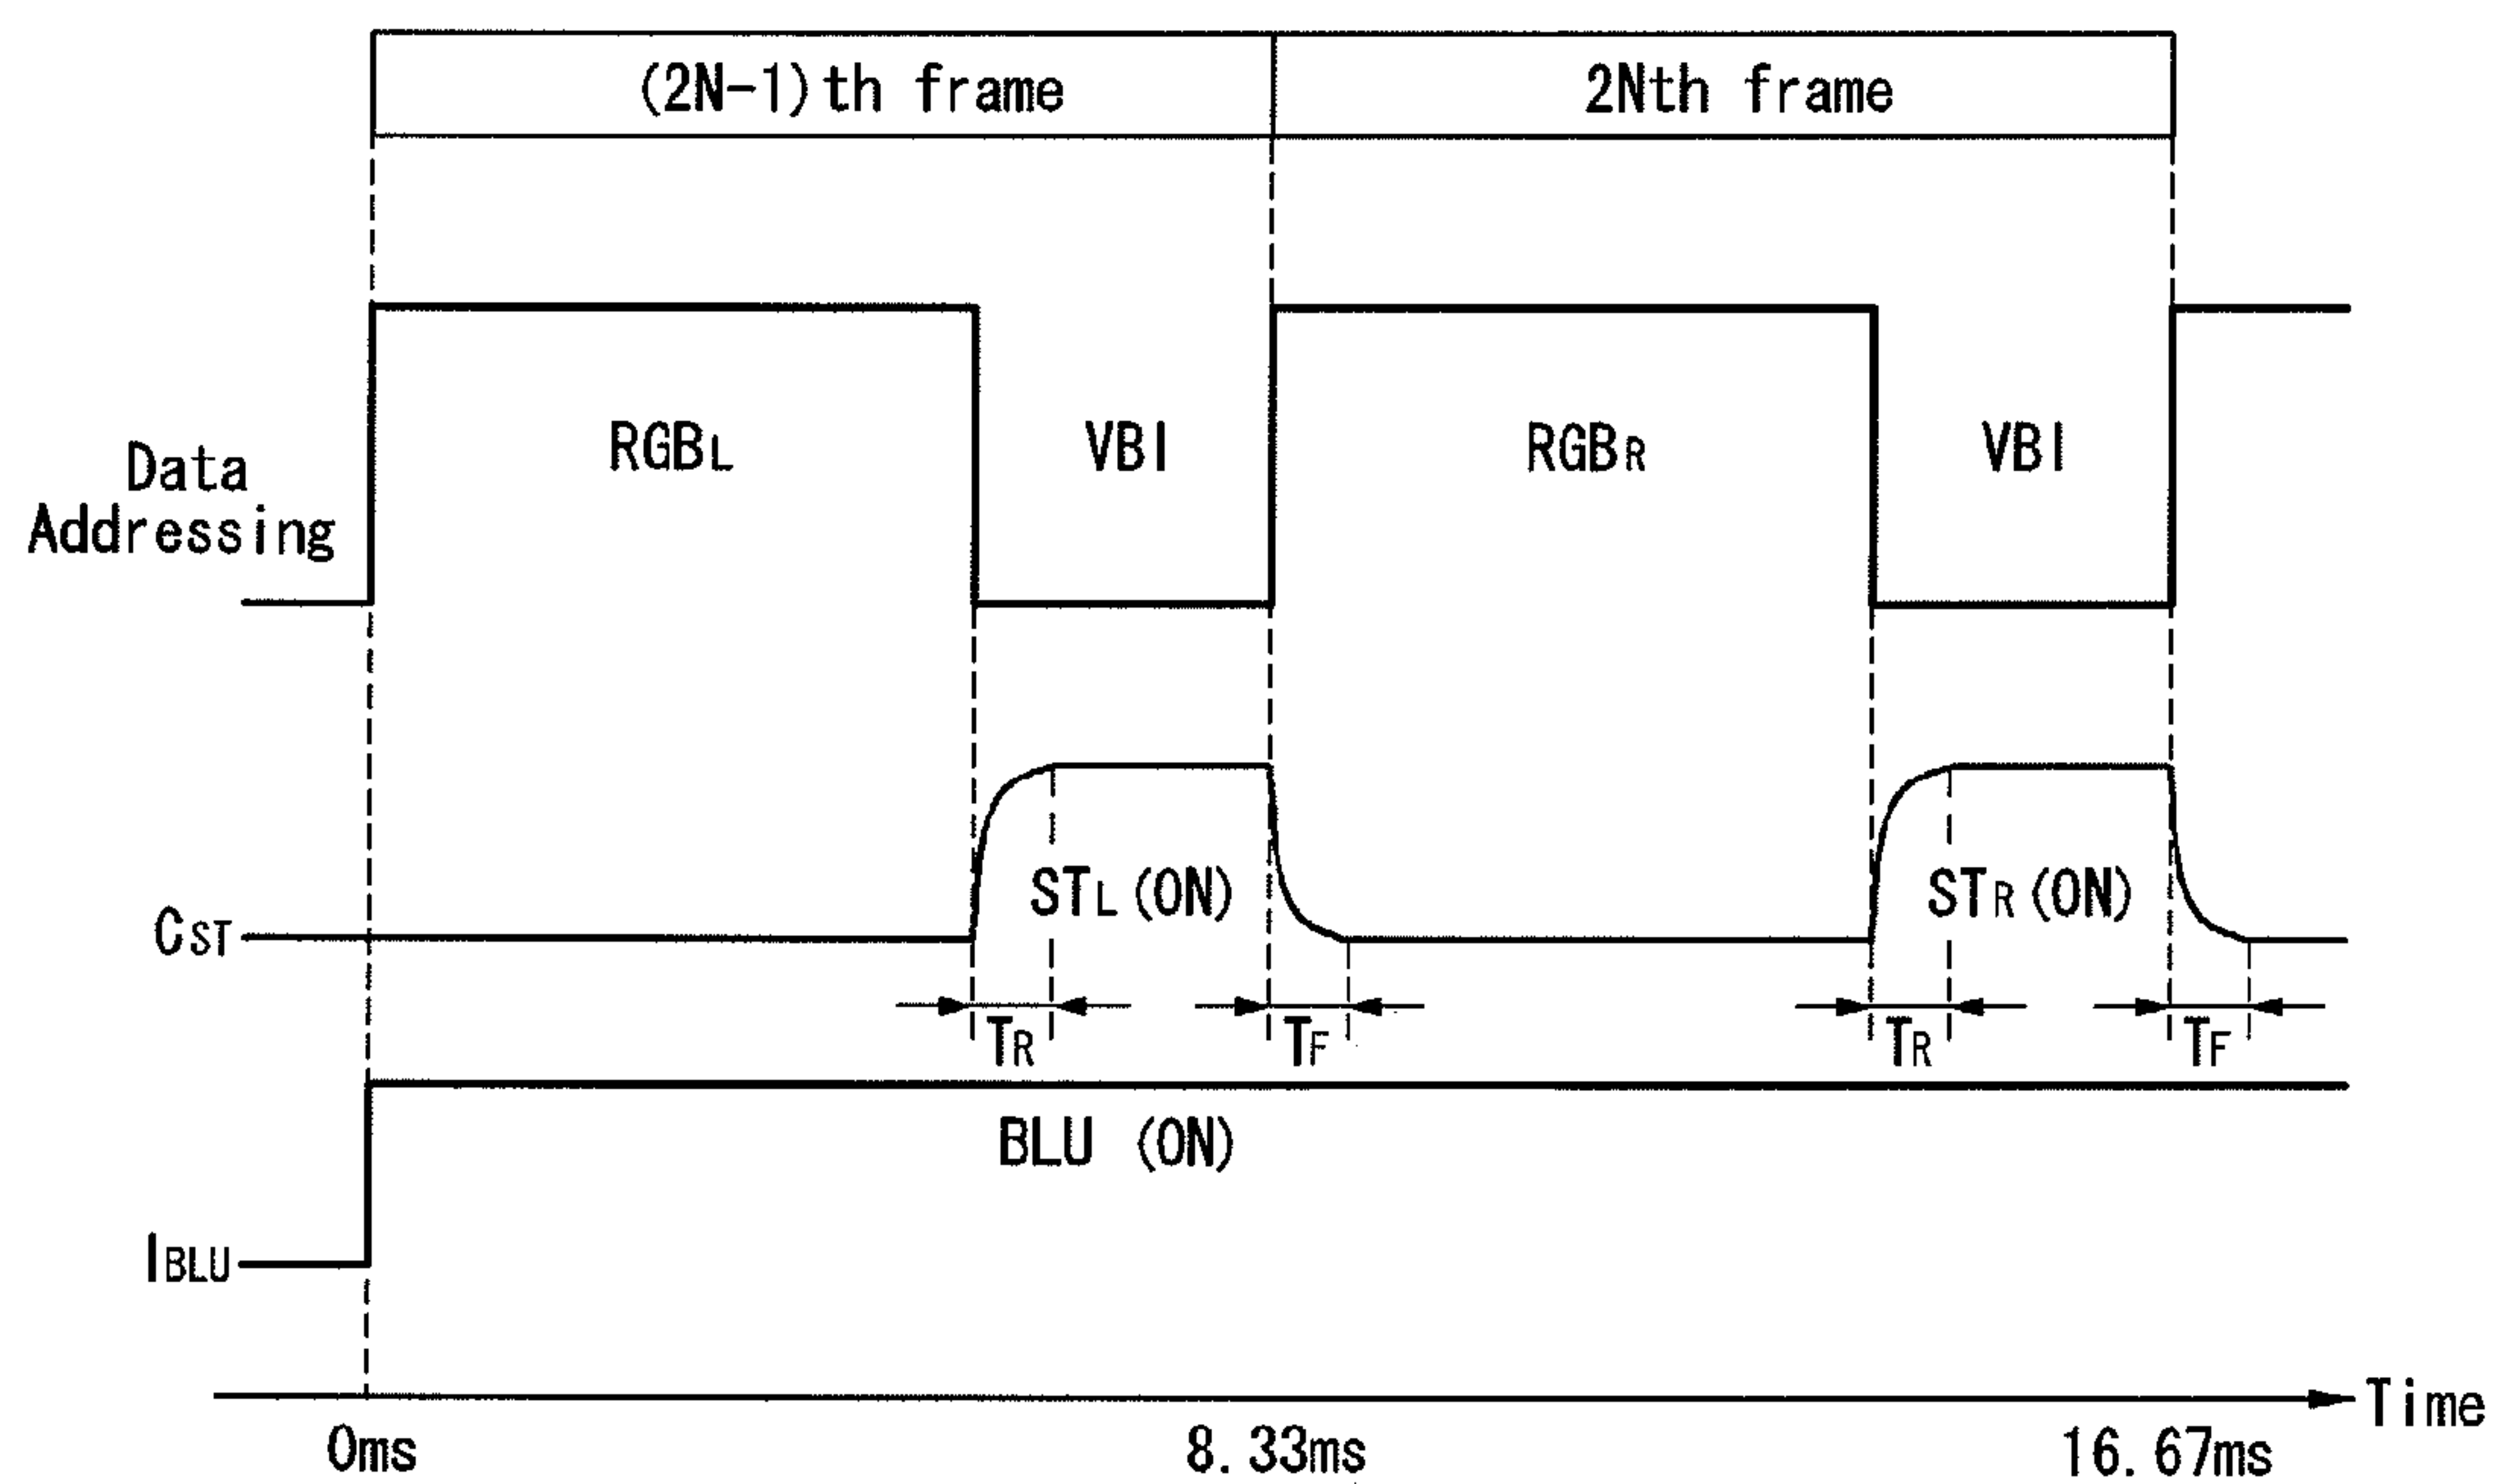 (2N-1)th frame
2Nth frame
Data
Addressing
RGBL
VBI
RGBR
VBI
CST
STL(ON)
STR(ON)
TR
TF
TR
TF
BLU (ON)
IBLU
Time
0ms
8.33ms
16.67ms